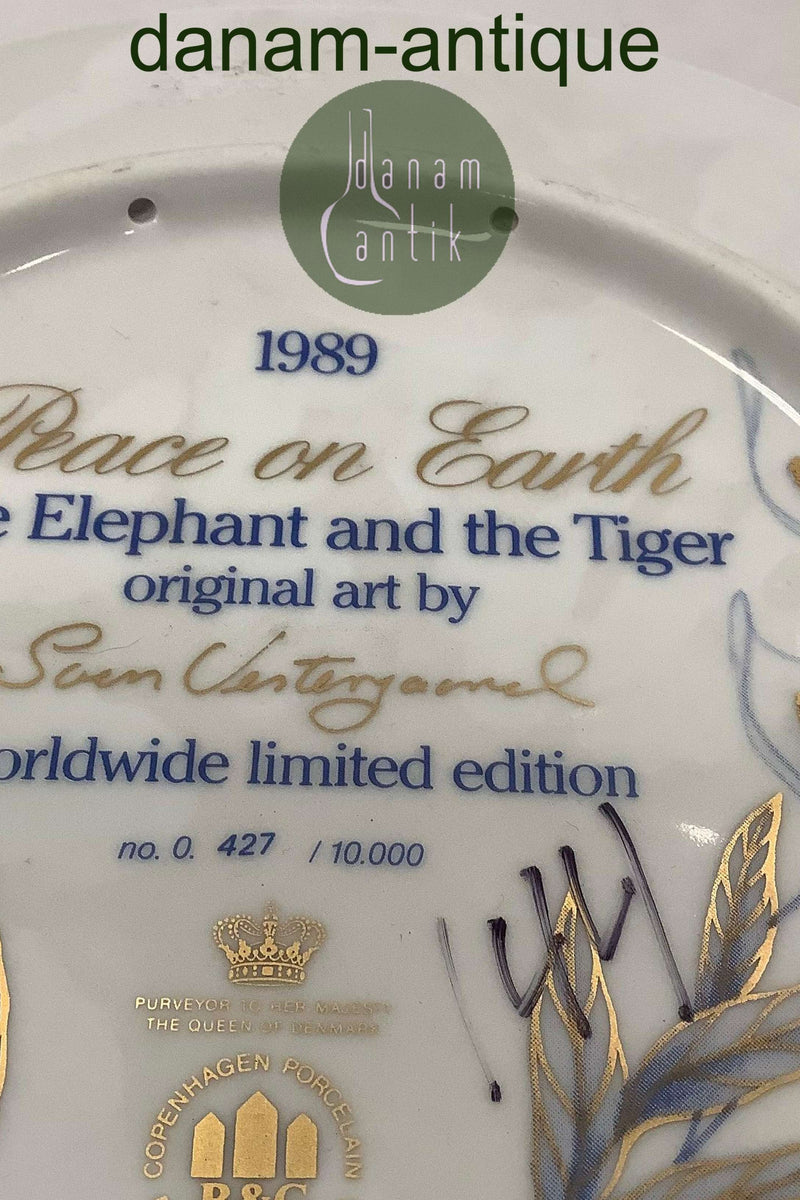 danam-antique
danam
antik
1989
Peace on Earth
e Elephant and the Tiger
original art by
Sven Vestergaard
orldwide limited edition
no. 0. 427 / 10.000
PURVEYOR TO HER MAJESTY
THE QUEEN OF DENMARK
COPENHAGEN PORCELAIN
B&G